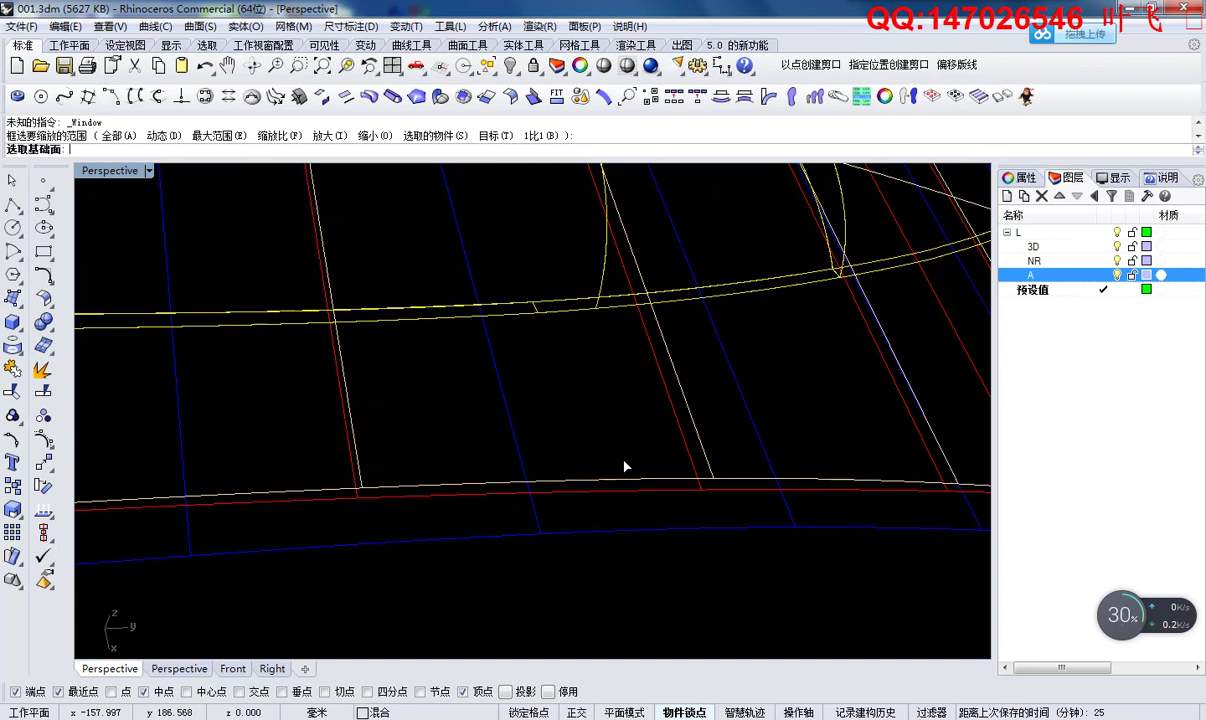 001.3dm (5627 KB) - Rhinoceros Commercial (64位) - [Perspective]
QQ:147026546 叶飞
文件(F) 编辑(E) 查看(V) 曲线(C) 曲面(S) 实体(O) 网格(M) 尺寸标注(D) 变动(T) 工具(L) 分析(A) 渲染(R) 面板(P) 说明(H)
拖拽上传
标准 工作平面 设定视图 显示 选取 工作视窗配置 可见性 变动 曲线工具 曲面工具 实体工具 网格工具 渲染工具 出图 5.0 的新功能
以点创建剪口 指定位置创建剪口 偏移版线
FIT
未知的指令: _Window
框选要缩放的范围 ( 全部(A) 动态(D) 最大范围(E) 缩放比(F) 放大(I) 缩小(O) 选取的物件(S) 目标(T) 1比1(B) ):
选取基础面:
Perspective
属性 图层 显示 说明
名称 材质
L
3D
NR
A
预设值
30%
0K/s
0.2K/s
z
y
x
Perspective Perspective Front Right
端点 最近点 点 中点 中心点 交点 垂点 切点 四分点 节点 顶点 投影 停用
工作平面 x -157.997 y 186.568 z 0.000 毫米 混合 锁定格点 正交 平面模式 物件锁点 智慧轨迹 操作轴 记录建构历史 过滤器 距离上次保存的时间 (分钟): 25